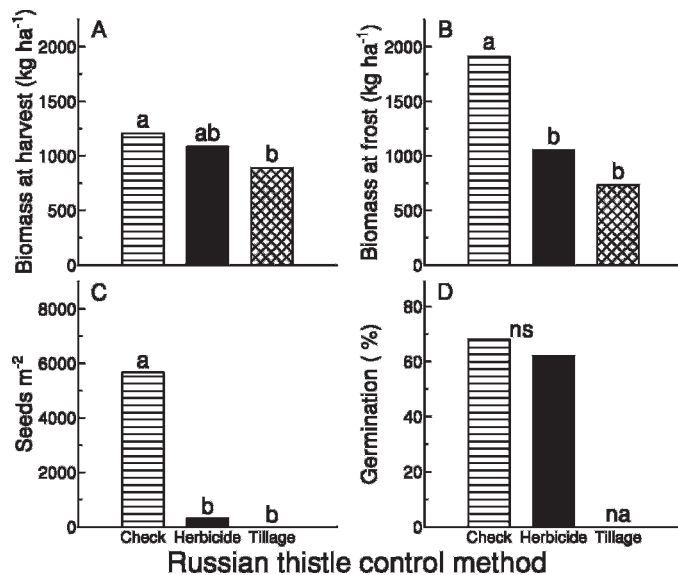 A
Biomass at harvest (kg ha⁻¹)
2000
1500
1000
500
0
a
ab
b
B
Biomass at frost (kg ha⁻¹)
2000
1500
1000
500
0
a
b
b
C
Seeds m⁻²
8000
6000
4000
2000
0
a
b
b
Check Herbicide Tillage
D
Germination ( %)
80
60
40
20
0
ns
na
Check Herbicide Tillage
Russian thistle control method